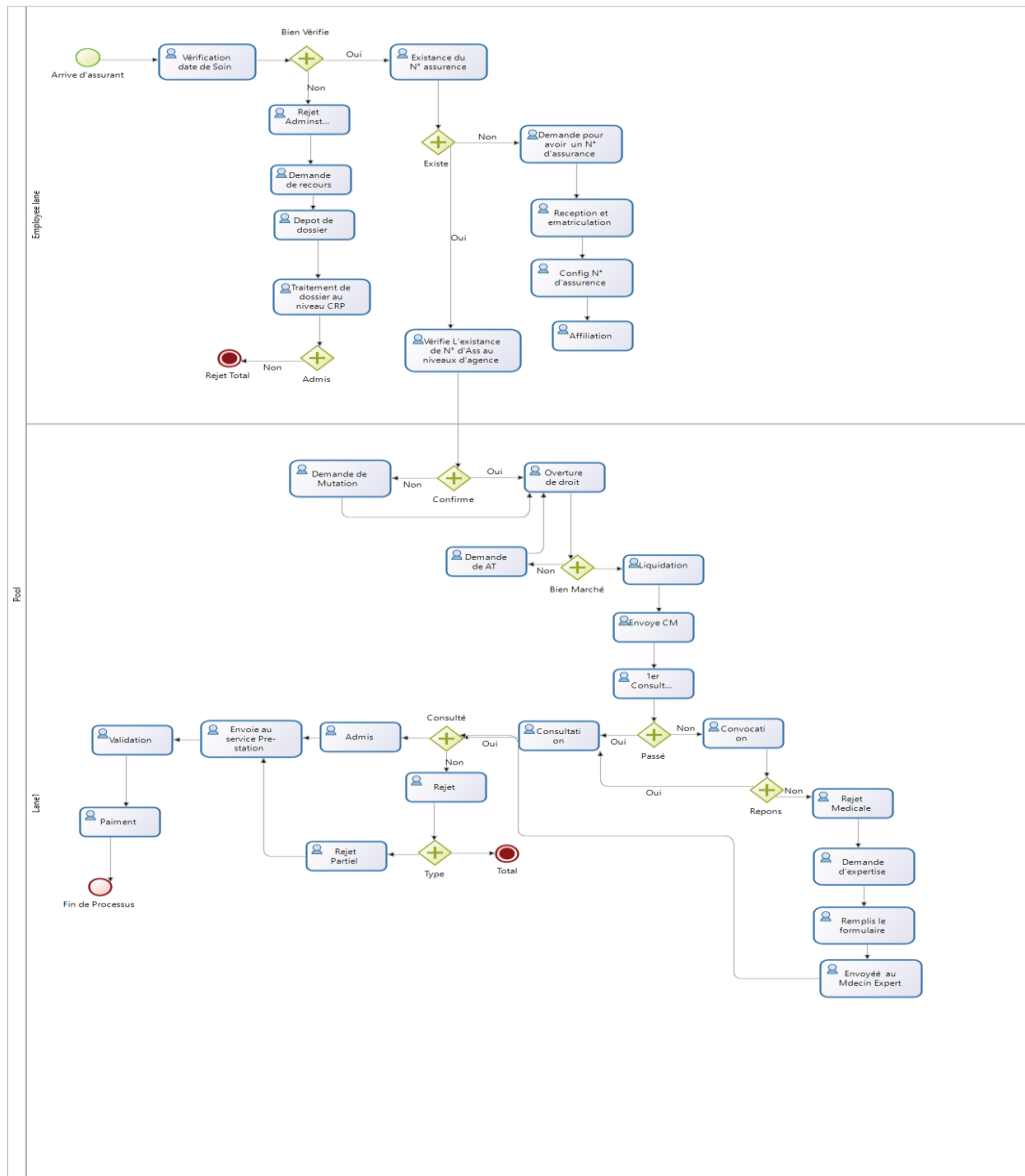 Pool
Employee lane
Bien Vérifie
Arrive d'assurant
Vérification
date de Soin
Oui
Existance du
N° assurence
Non
Rejet
Adminst...
Existe
Non
Demande pour
avoir un N°
d'assurance
Demande
de recours
Depot de
dossier
Reception et
ematriculation
Oui
Config N°
d'assurence
Traitement de
dossier au
niveau CRP
Affiliation
Vérifie L'existance
de N° d'Ass au
niveaux d'agence
Rejet Total
Non
Admis
Lane1
Demande de
Mutation
Non
Confirme
Oui
Overture
de droit
Demande
de AT
Non
Bien Marché
Liquidation
Envoye CM
1er
Consult...
Validation
Envoie au
service Pre-
station
Admis
Consulté
Oui
Consultati
on
Oui
Passé
Non
Convocati
on
Non
Rejet
Oui
Repons
Non
Rejet
Medicale
Paiment
Rejet
Partiel
Type
Total
Fin de Processus
Demande
d'expertise
Remplis le
formulaire
Envoyéé au
Mdecin Expert